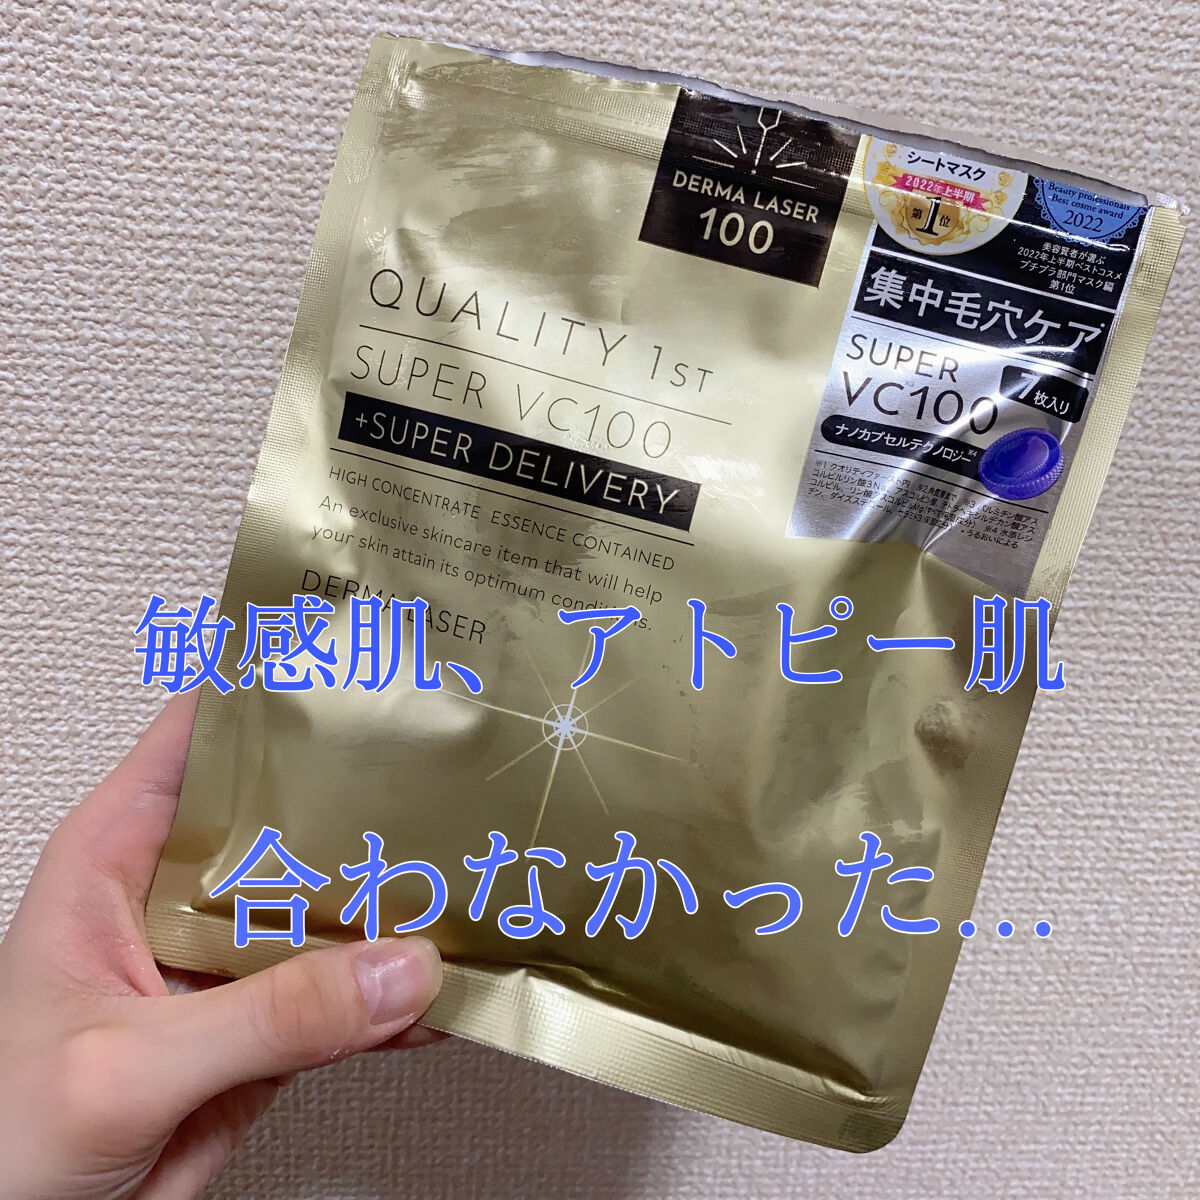 DERMA LASER
100
シートマスク
2022年上半期
第1位
Beauty professionals
Best cosme award
2022
美容賢者が選ぶ
2022年上半期ベストコスメ
プチプラ部門マスク編
第1位
集中毛穴ケア
SUPER
VC100
7枚入り
ナノカプセルテクノロジー※4
QUALITY 1ST
SUPER VC100
+SUPER DELIVERY
HIGH CONCENTRATE ESSENCE CONTAINED
An exclusive skincare item that will help
your skin attain its optimum conditions.
DERMA LASER
敏感肌、アトピー肌
合わなかった...